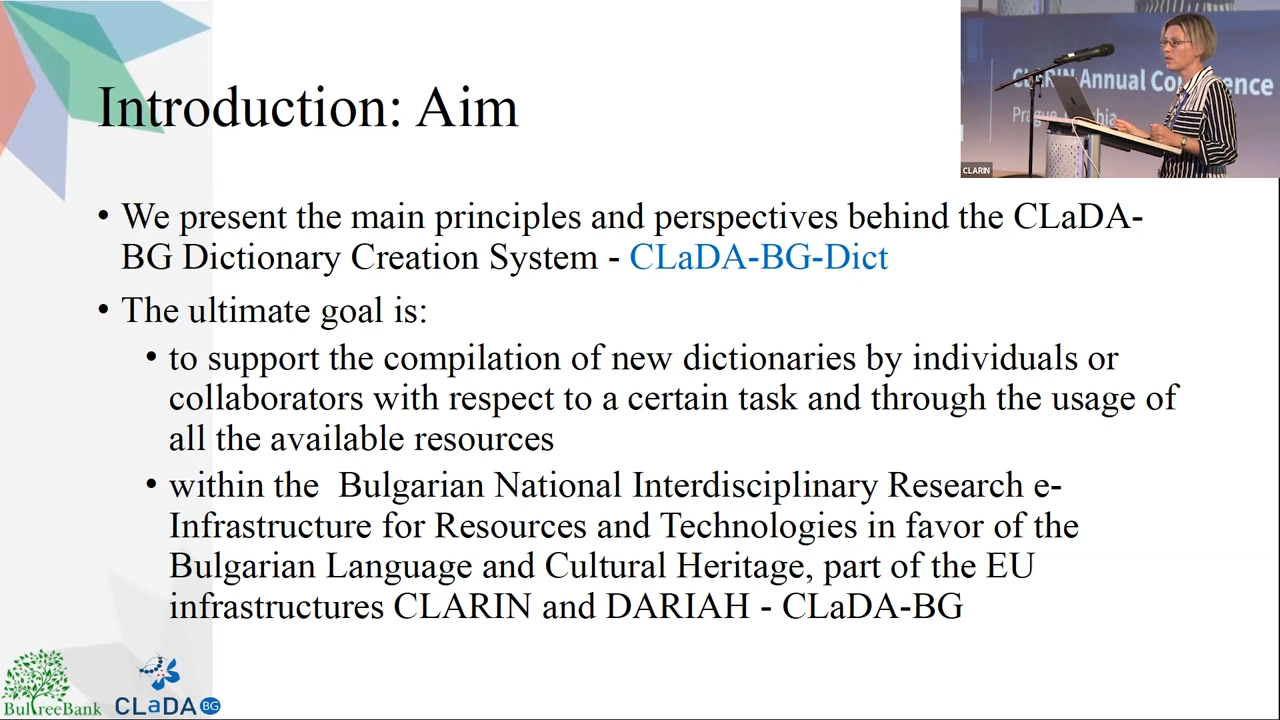 Introduction: Aim
CLARIN Annual Conference
Prague
CLARIN
• We present the main principles and perspectives behind the CLaDA-
BG Dictionary Creation System - CLaDA-BG-Dict
• The ultimate goal is:
• to support the compilation of new dictionaries by individuals or
collaborators with respect to a certain task and through the usage of
all the available resources
• within the Bulgarian National Interdisciplinary Research e-
Infrastructure for Resources and Technologies in favor of the
Bulgarian Language and Cultural Heritage, part of the EU
infrastructures CLARIN and DARIAH - CLaDA-BG
BulTreeBank
CLaDA BG